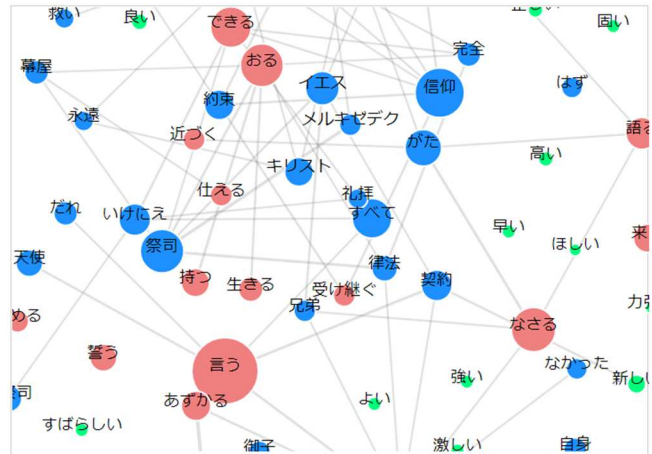 救い
良い
できる
固い
おる
完全
幕屋
イエス
信仰
はず
約束
永遠
メルキゼデク
近づく
がた
語る
高い
キリスト
仕える
礼拝
だれ
いけにえ
すべて
早い
祭司
ほしい
天使
律法
持つ
生きる
受け継ぐ
契約
兄弟
める
なさる
誓う
言う
なかった
強い
新し
あずかる
よい
すばらしい
御子
激しい
自身